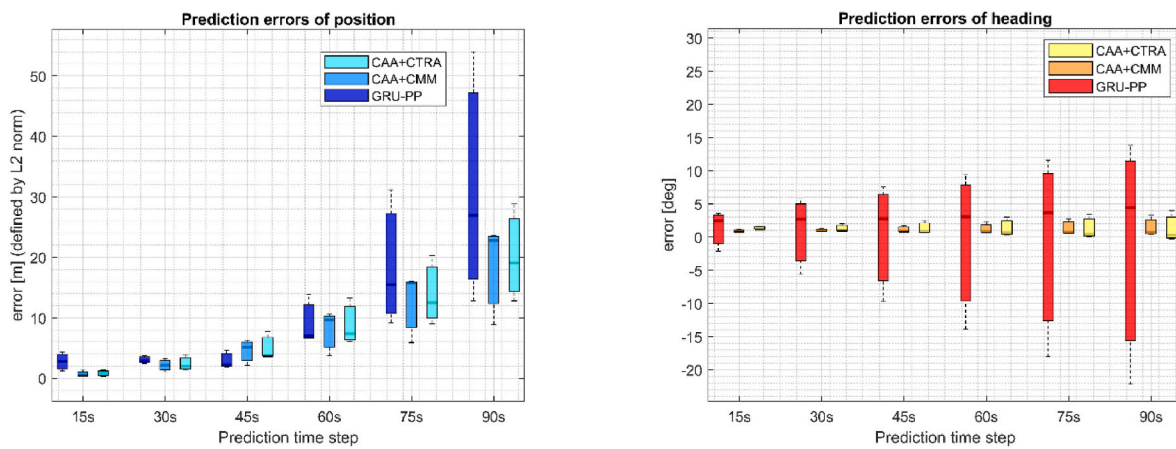 Prediction errors of position
error [m] (defined by L2 norm)
50
40
30
20
10
0
CAA+CTRA
CAA+CMM
GRU-PP
15s 30s 45s 60s 75s 90s
Prediction time step
Prediction errors of heading
error [deg]
30
25
20
15
10
5
0
-5
-10
-15
-20
CAA+CTRA
CAA+CMM
GRU-PP
15s 30s 45s 60s 75s 90s
Prediction time step